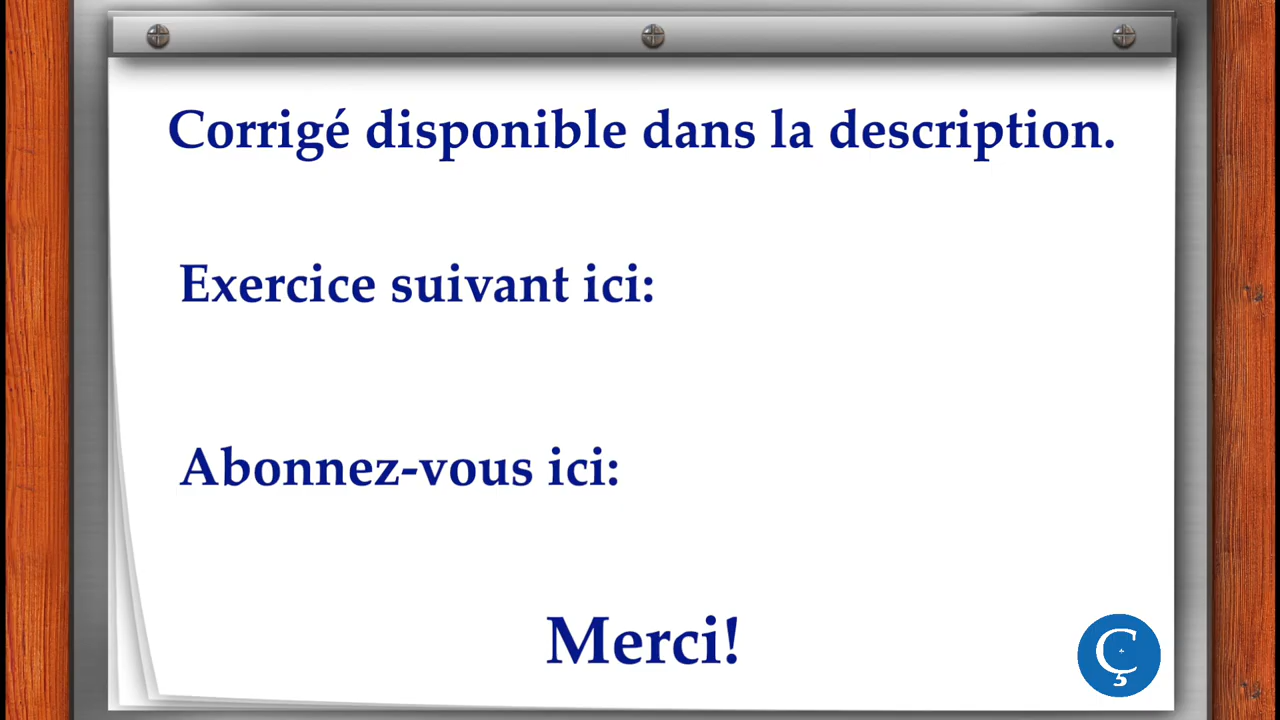 Corrigé disponible dans la description.
Exercice suivant ici:
Abonnez-vous ici:
Merci!
Ç